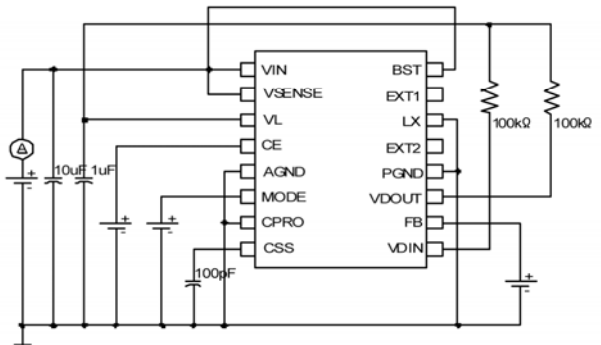 VIN
VSENSE
VL
CE
AGND
MODE
CPRO
CSS
BST
EXT1
LX
EXT2
PGND
VDOUT
FB
VDIN
100kΩ
100kΩ
A
10uF
1uF
100pF
+
-
+
-
+
-
+
-